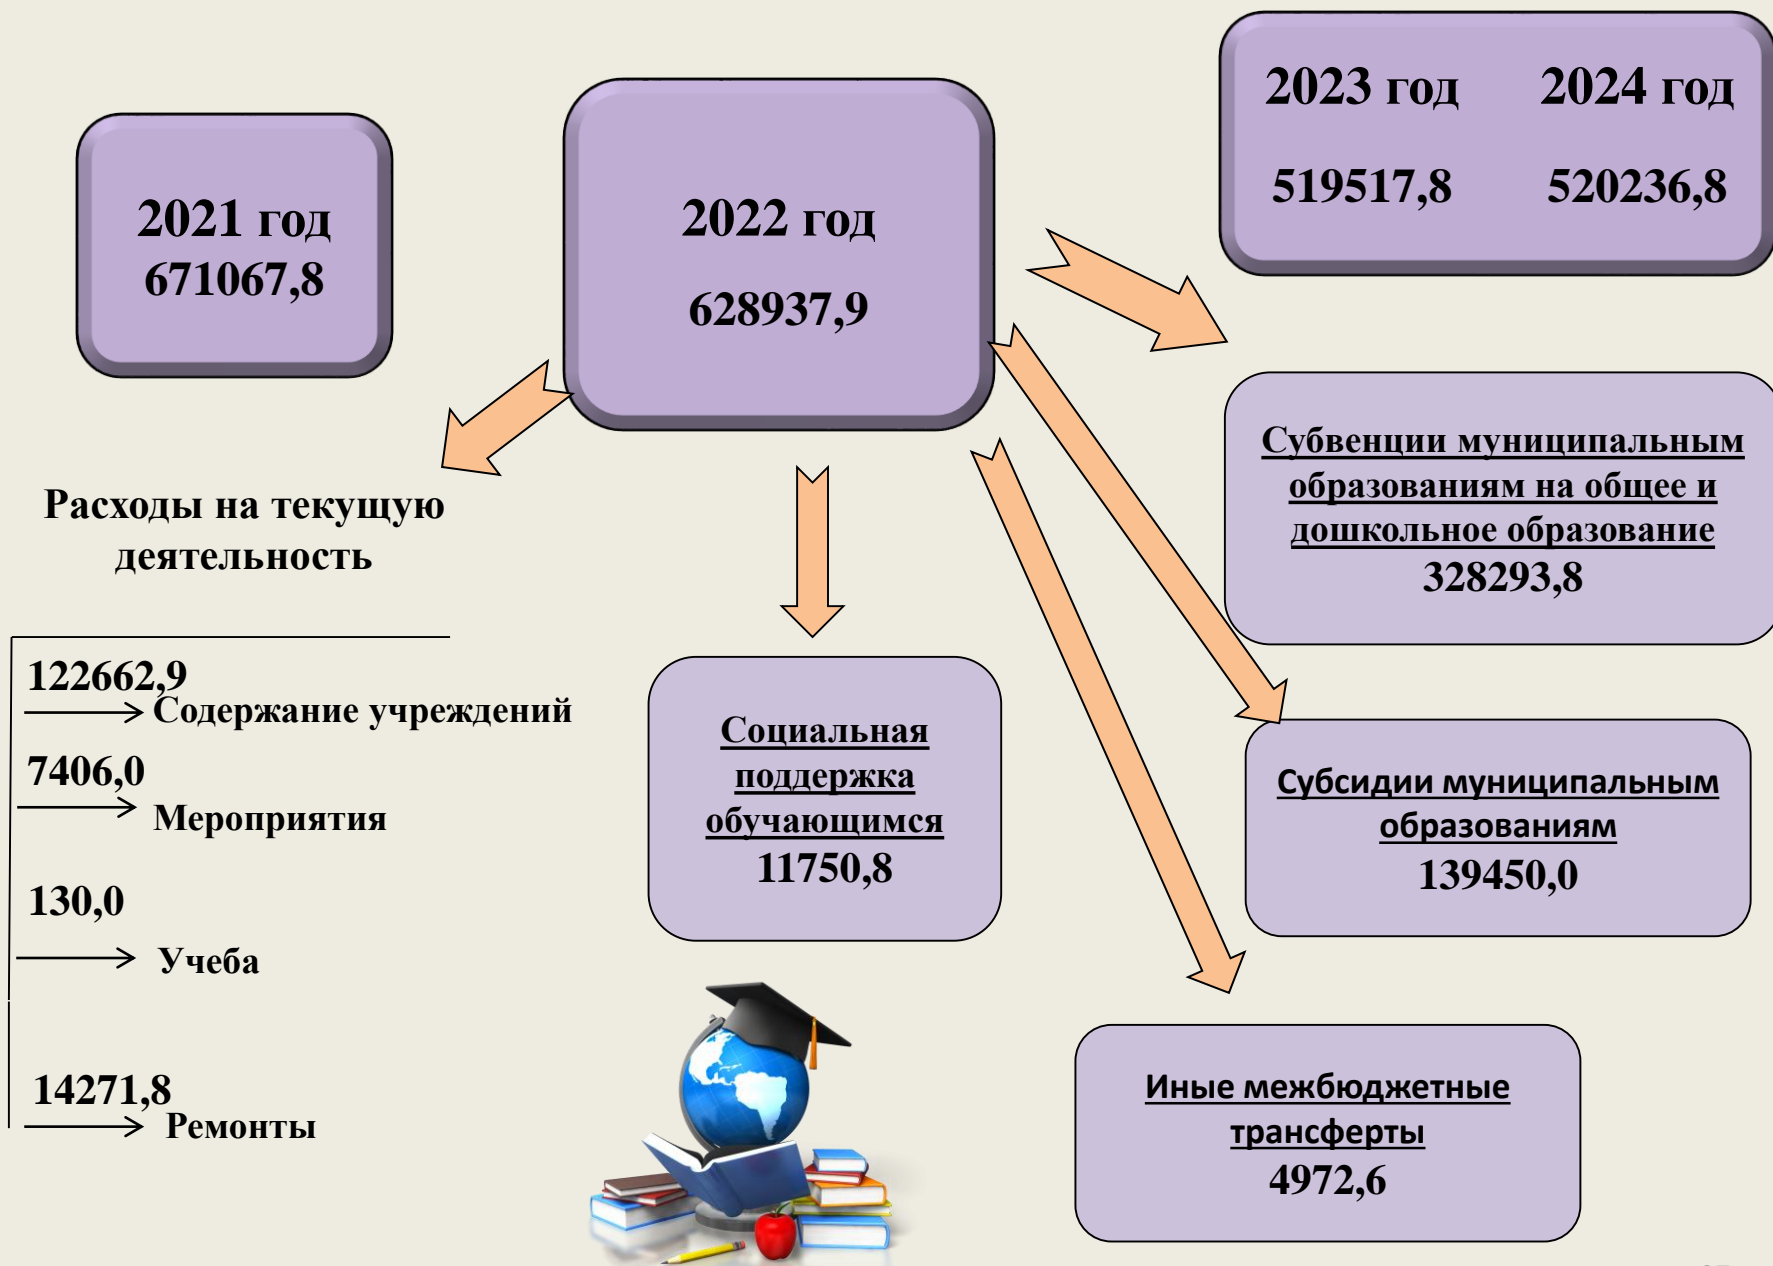 2021 год
671067,8
2022 год
628937,9
2023 год 2024 год
519517,8 520236,8
Расходы на текущую
деятельность
122662,9
Содержание учреждений
7406,0
Мероприятия
130,0
Учеба
14271,8
Ремонты
Социальная
поддержка
обучающимся
11750,8
Субвенции муниципальным
образованиям на общее и
дошкольное образование
328293,8
Субсидии муниципальным
образованиям
139450,0
Иные межбюджетные
трансферты
4972,6